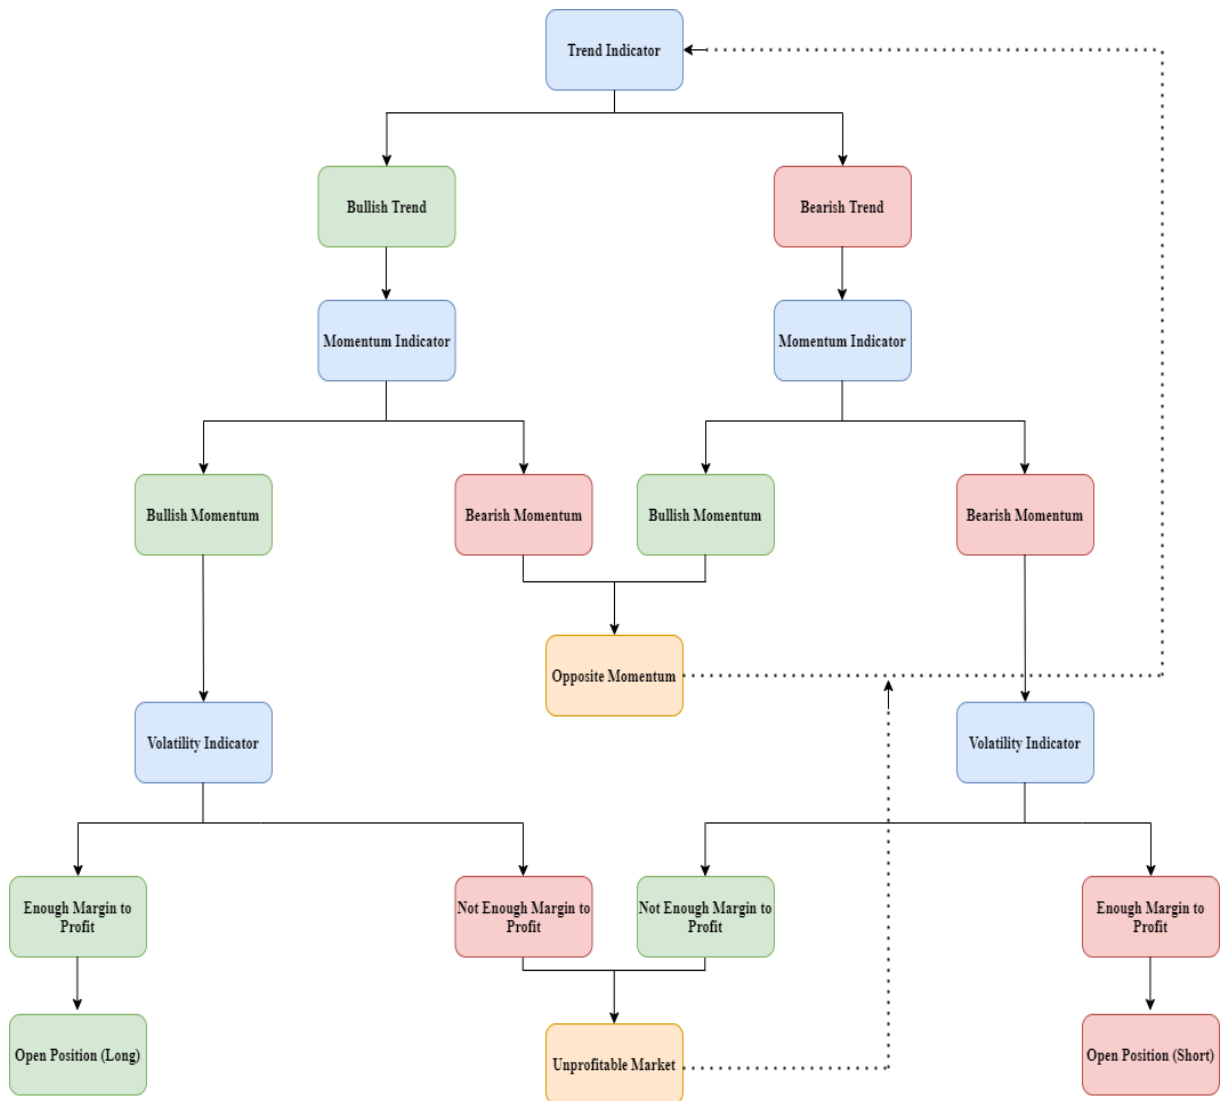 Trend Indicator
Bullish Trend
Bearish Trend
Momentum Indicator
Momentum Indicator
Bullish Momentum
Bearish Momentum
Bullish Momentum
Bearish Momentum
Opposite Momentum
Volatility Indicator
Volatility Indicator
Enough Margin to
Profit
Not Enough Margin to
Profit
Not Enough Margin to
Profit
Enough Margin to
Profit
Open Position (Long)
Unprofitable Market
Open Position (Short)